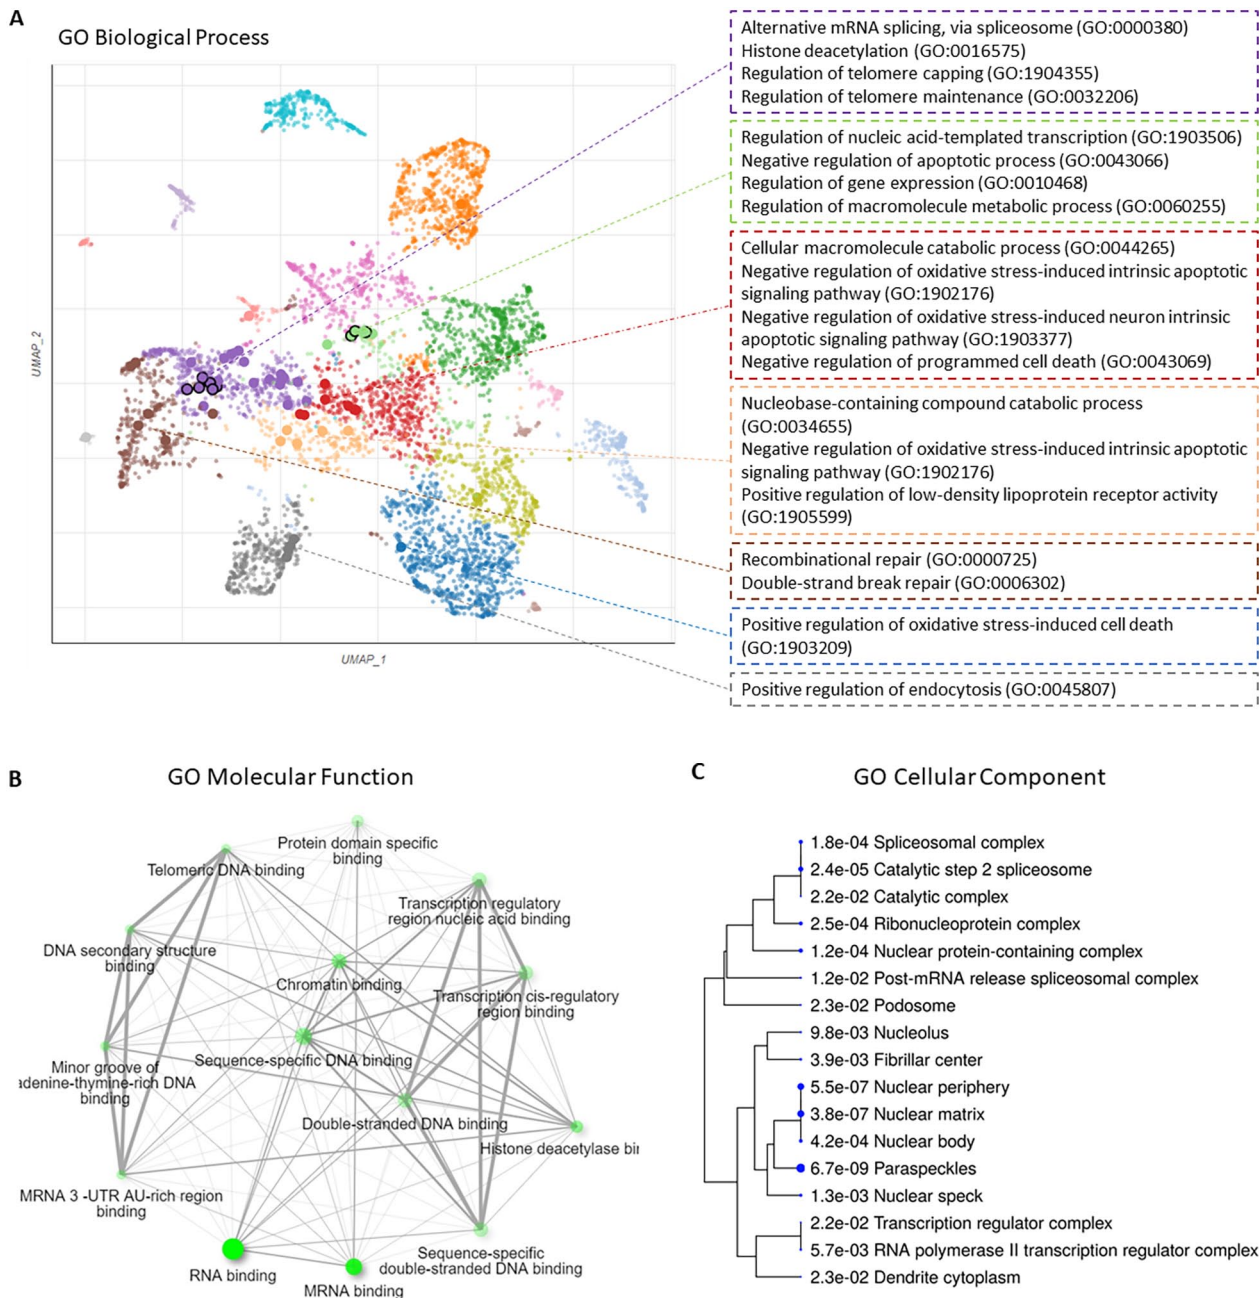 A
GO Biological Process
UMAP_2
UMAP_1
Alternative mRNA splicing, via spliceosome (GO:0000380)
Histone deacetylation (GO:0016575)
Regulation of telomere capping (GO:1904355)
Regulation of telomere maintenance (GO:0032206)
Regulation of nucleic acid-templated transcription (GO:1903506)
Negative regulation of apoptotic process (GO:0043066)
Regulation of gene expression (GO:0010468)
Regulation of macromolecule metabolic process (GO:0060255)
Cellular macromolecule catabolic process (GO:0044265)
Negative regulation of oxidative stress-induced intrinsic apoptotic
signaling pathway (GO:1902176)
Negative regulation of oxidative stress-induced neuron intrinsic
apoptotic signaling pathway (GO:1903377)
Negative regulation of programmed cell death (GO:0043069)
Nucleobase-containing compound catabolic process
(GO:0034655)
Negative regulation of oxidative stress-induced intrinsic apoptotic
signaling pathway (GO:1902176)
Positive regulation of low-density lipoprotein receptor activity
(GO:1905599)
Recombinational repair (GO:0000725)
Double-strand break repair (GO:0006302)
Positive regulation of oxidative stress-induced cell death
(GO:1903209)
Positive regulation of endocytosis (GO:0045807)
B
GO Molecular Function
Protein domain specific
binding
Telomeric DNA binding
Transcription regulatory
region nucleic acid binding
DNA secondary structure
binding
Chromatin binding
Transcription cis-regulatory
region binding
Sequence-specific DNA binding
Minor groove of
adenine-thymine-rich DNA
binding
Double-stranded DNA binding
Histone deacetylase bir
MRNA 3 -UTR AU-rich region
binding
Sequence-specific
double-stranded DNA binding
RNA binding
MRNA binding
C
GO Cellular Component
1.8e-04 Spliceosomal complex
2.4e-05 Catalytic step 2 spliceosome
2.2e-02 Catalytic complex
2.5e-04 Ribonucleoprotein complex
1.2e-04 Nuclear protein-containing complex
1.2e-02 Post-mRNA release spliceosomal complex
2.3e-02 Podosome
9.8e-03 Nucleolus
3.9e-03 Fibrillar center
5.5e-07 Nuclear periphery
3.8e-07 Nuclear matrix
4.2e-04 Nuclear body
6.7e-09 Paraspeckles
1.3e-03 Nuclear speck
2.2e-02 Transcription regulator complex
5.7e-03 RNA polymerase II transcription regulator complex
2.3e-02 Dendrite cytoplasm